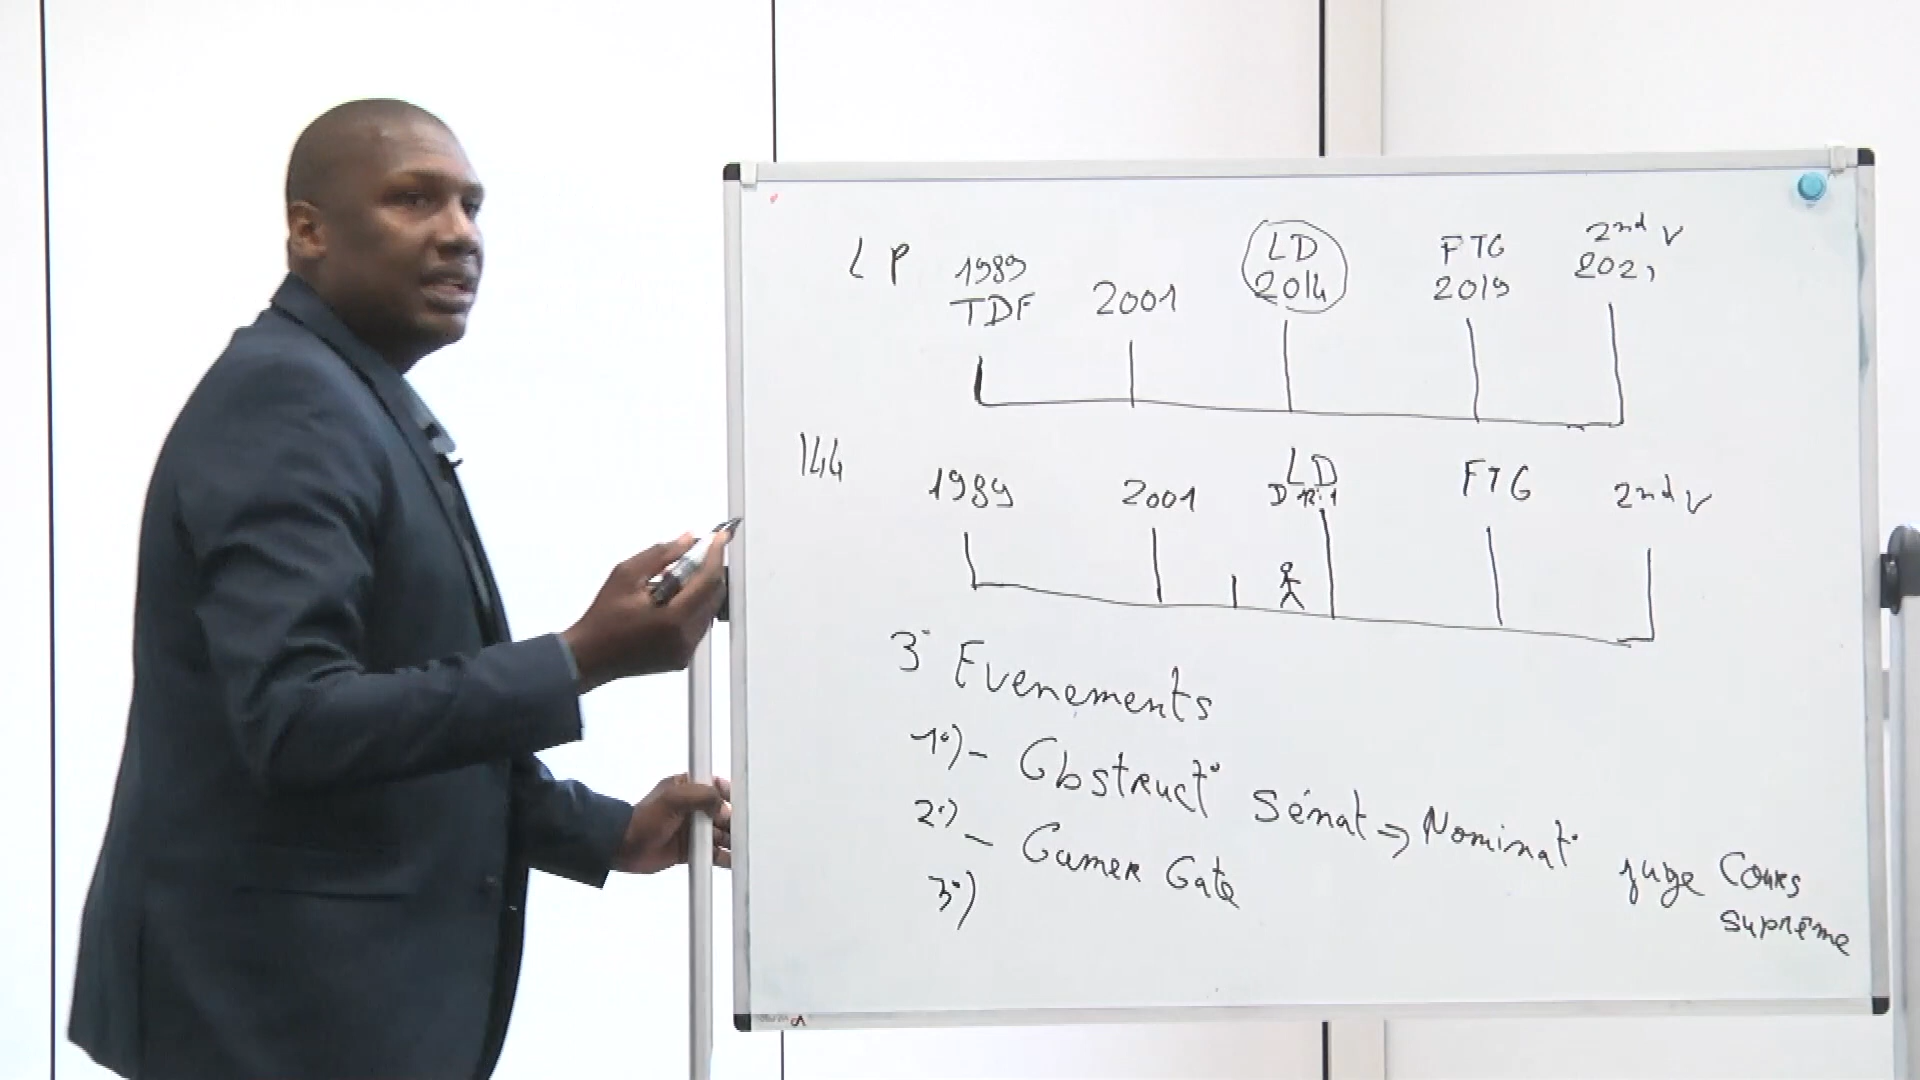 LP
1989
TDF
2001
LD
2014
FTG
2019
2nd V
2021
144
1989
2001
LD
FTG
2nd V
3° Evenements
1°) - Obstruct° Sénat => Nominat° juge Cours
suprême
2°) - Gamer Gate
3°)